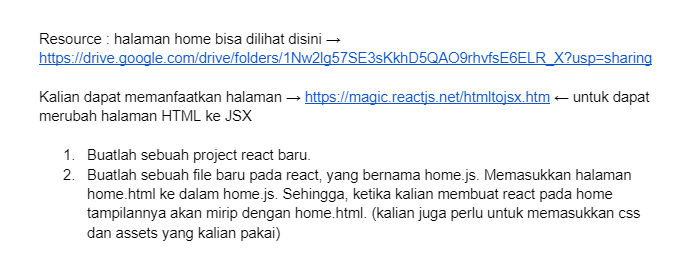 Resource : halaman home bisa dilihat disini →
https://drive.google.com/drive/folders/1Nw2lg57SE3sKkhD5QAO9rhvfsE6ELR_X?usp=sharing
Kalian dapat memanfaatkan halaman → https://magic.reactjs.net/htmltojsx.htm ← untuk dapat
merubah halaman HTML ke JSX
1. Buatlah sebuah project react baru.
2. Buatlah sebuah file baru pada react, yang bernama home.js. Memasukkan halaman
home.html ke dalam home.js. Sehingga, ketika kalian membuat react pada home
tampilannya akan mirip dengan home.html. (kalian juga perlu untuk memasukkan css
dan assets yang kalian pakai)